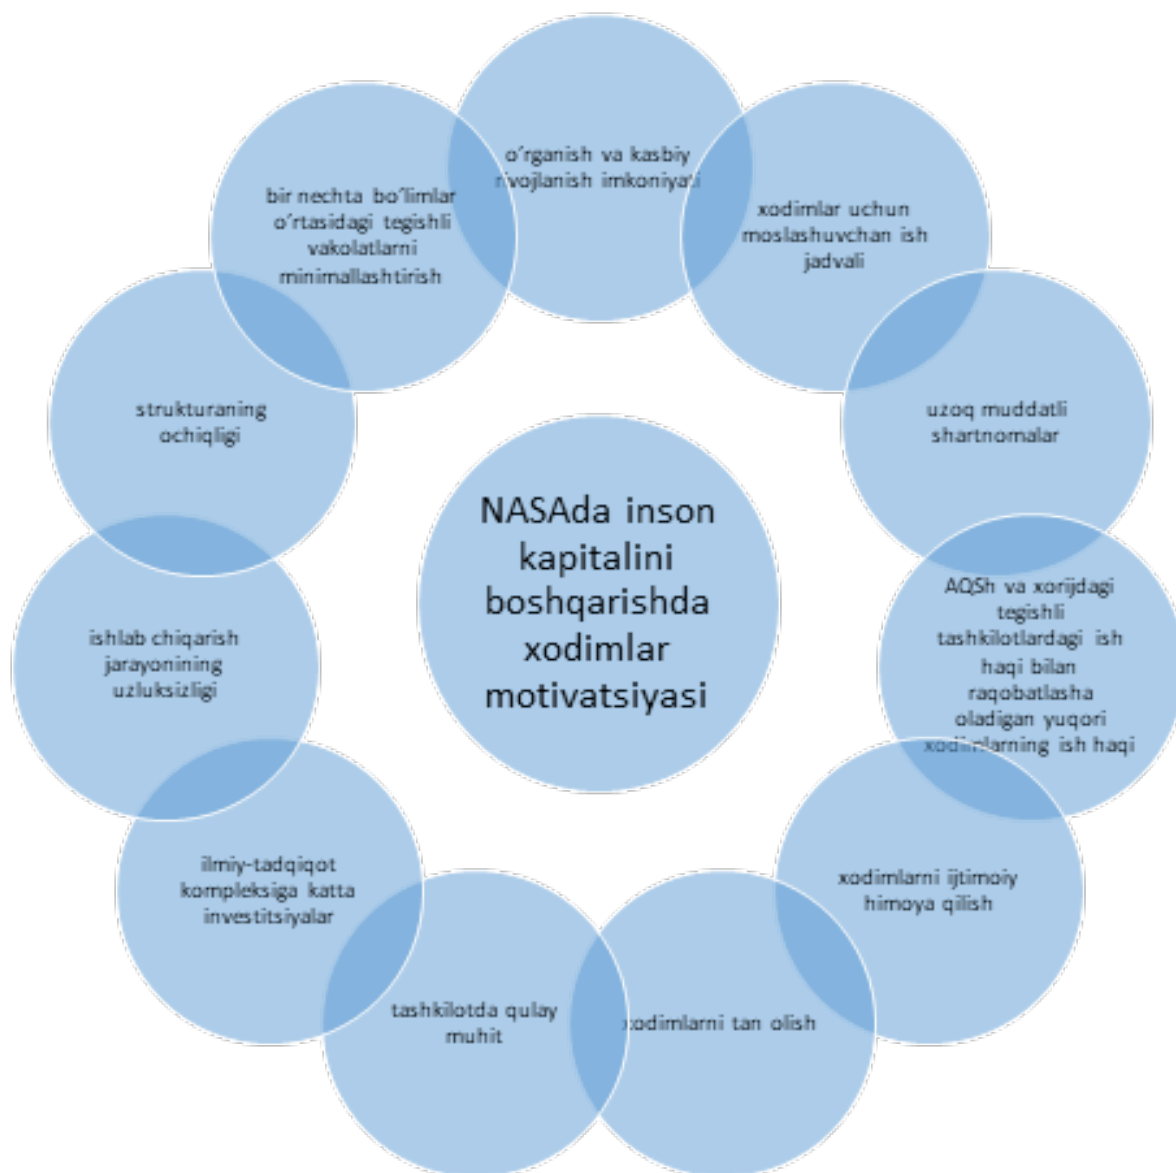 o‘rganish va kasbiy
rivojlanish imkoniyati
xodimlar uchun
moslashuvchan ish
jadvali
uzoq muddatli
shartnomalar
AQSh va xorijdagi
tegishli
tashkilotlardagi ish
haqi bilan
raqobatlasha
oladigan yuqori
xodimlarning ish haqi
xodimlarni ijtimoiy
himoya qilish
xodimlarni tan olish
tashkilotda qulay
muhit
ilmiy-tadqiqot
kompleksiga katta
investitsiyalar
ishlab chiqarish
jarayonining
uzluksizligi
strukturaning
ochiqligi
bir nechta bo‘limlar
o‘rtasidagi tegishli
vakolatlarni
minimallashtirish
NASAda inson
kapitalini
boshqarishda
xodimlar
motivatsiyasi